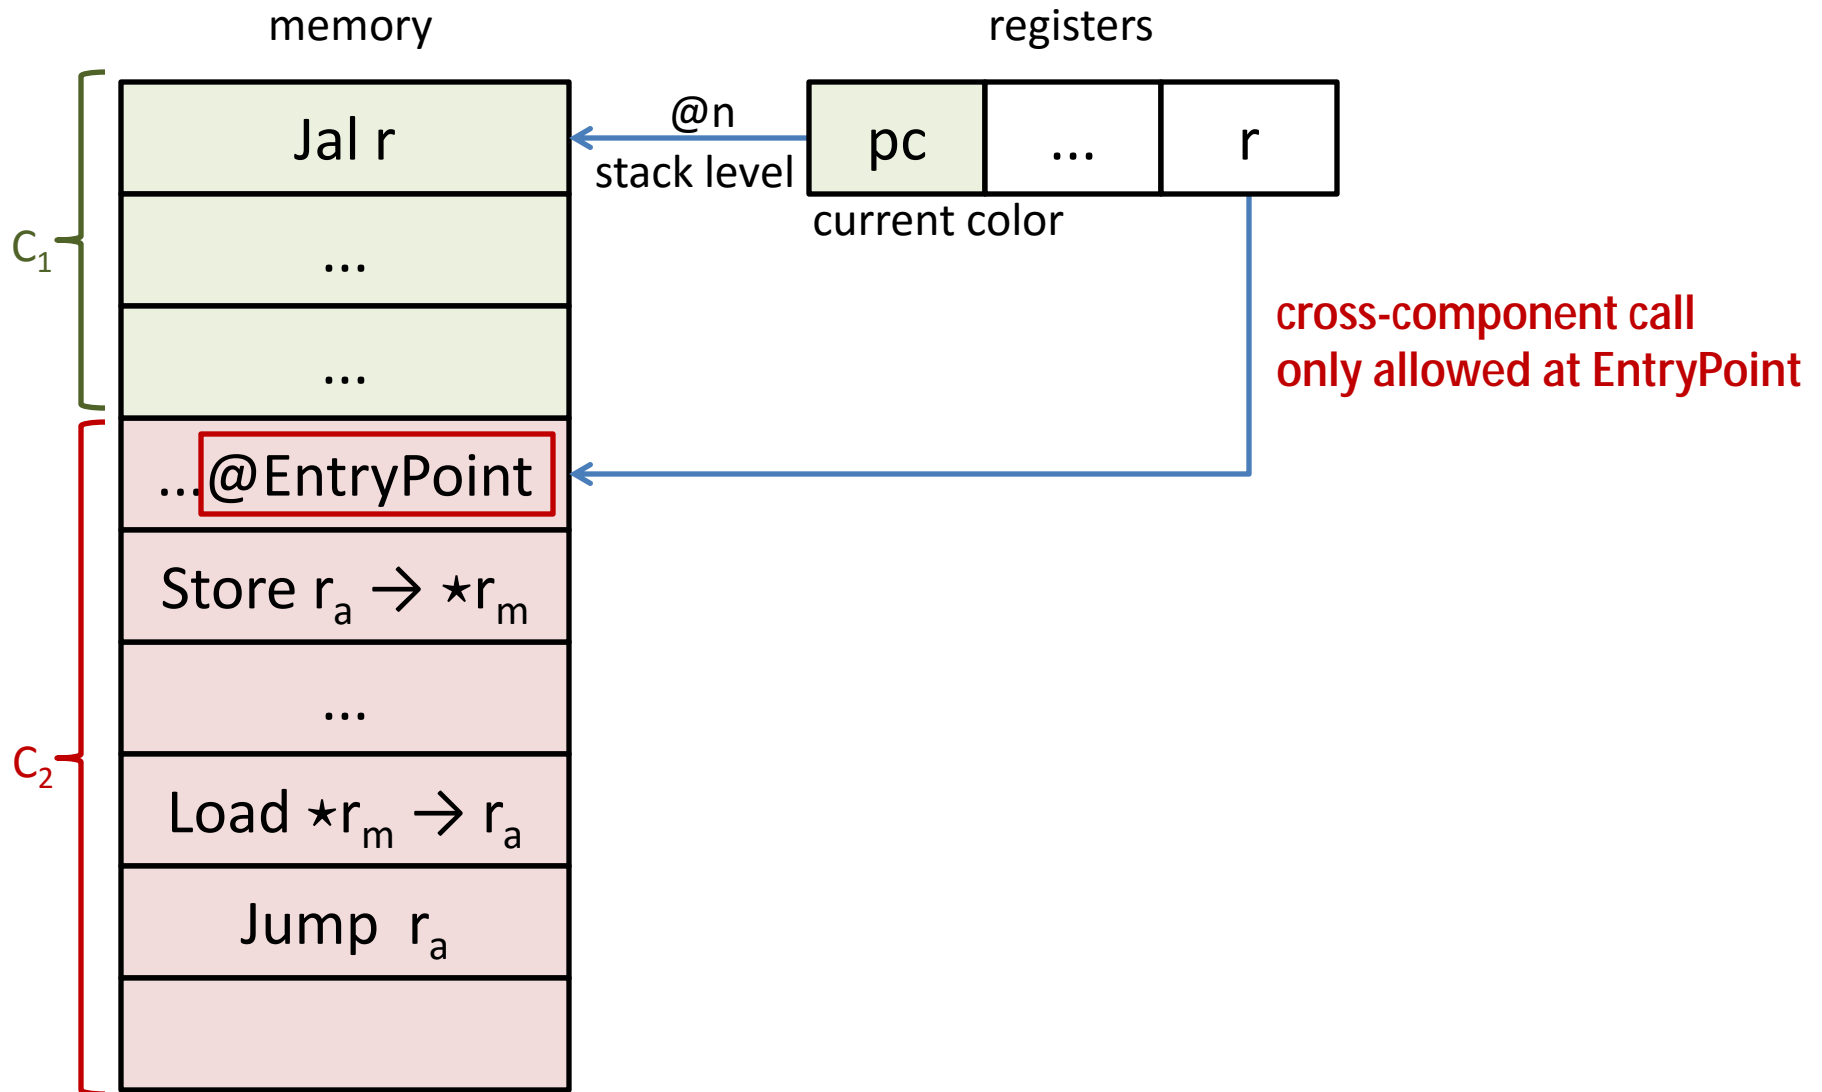 memory
registers
Jal r
@n
stack level
pc
...
r
current color
C₁
...
...
cross-component call
only allowed at EntryPoint
...@EntryPoint
Store rₐ → ⋆rₘ
...
C₂
Load ⋆rₘ → rₐ
Jump rₐ